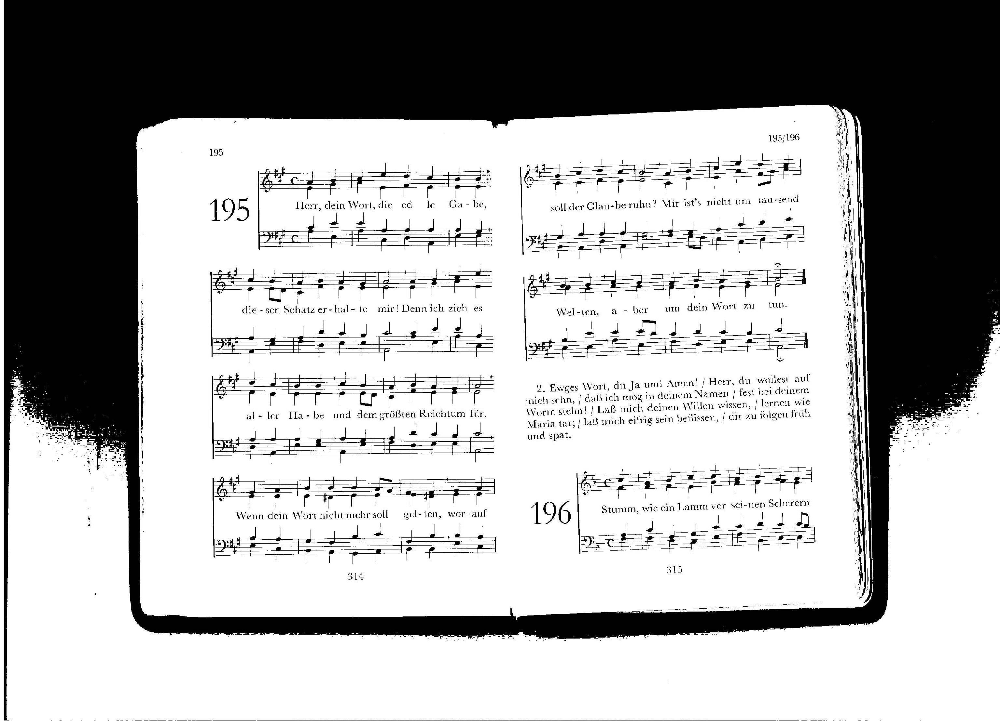 195
195
Herr, dein Wort, die ed le Ga - be,
die - sen Schatz er - hal - te mir! Denn ich zieh es
al - ler Ha - be und dem größten Reichtum für.
Wenn dein Wort nicht mehr soll gel - ten, wor - auf
314
195/196
soll der Glau-be ruhn? Mir ist's nicht um tau-send
Wel-ten, a - ber um dein Wort zu tun.
2. Ewges Wort, du Ja und Amen! / Herr, du wollest auf
mich sehn, / daß ich mög in deinem Namen / fest bei deinem
Worte stehn! / Laß mich deinen Willen wissen, / lernen wie
Maria tat; / laß mich eifrig sein beflissen, / dir zu folgen früh
und spat.
196
Stumm, wie ein Lamm vor sei-nen Scherern
315